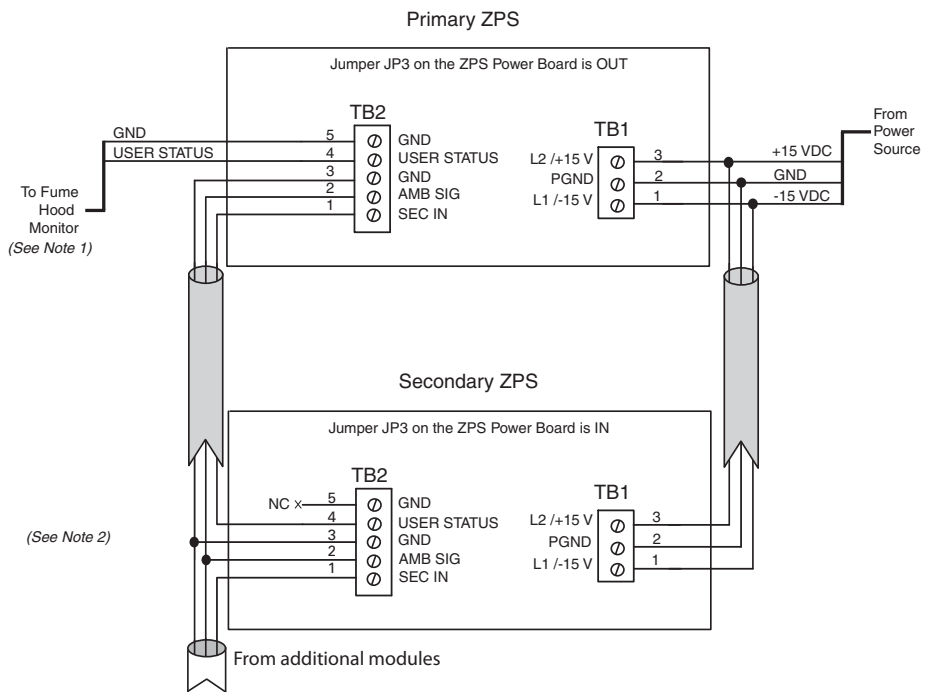 Primary ZPS
Jumper JP3 on the ZPS Power Board is OUT
TB2
TB1
GND
USER STATUS
5
4
3
2
1
GND
USER STATUS
GND
AMB SIG
SEC IN
L2 /+15 V
PGND
L1 /-15 V
3
2
1
+15 VDC
GND
-15 VDC
From
Power
Source
To Fume
Hood
Monitor
(See Note 1)
Secondary ZPS
Jumper JP3 on the ZPS Power Board is IN
TB2
TB1
NC x
5
4
3
2
1
GND
USER STATUS
GND
AMB SIG
SEC IN
L2 /+15 V
PGND
L1 /-15 V
3
2
1
(See Note 2)
From additional modules